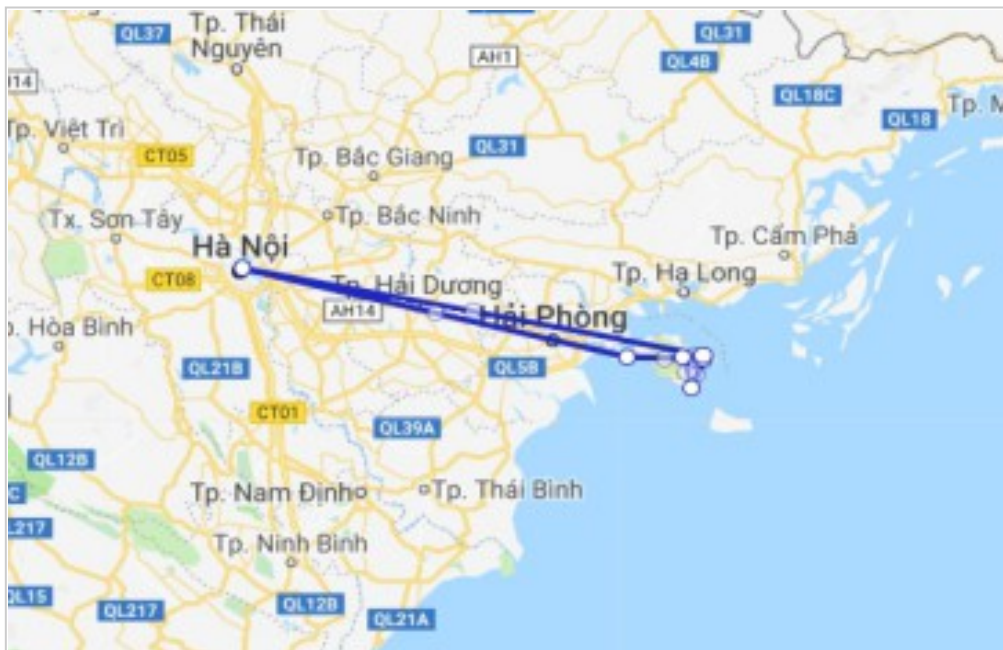 QL37
Tp. Thái
Nguyên
AH1
QL31
QL4B
QL18C
QL18
Tp. M
014
Tp. Việt Trì
CT05
Tp. Bắc Giang
QL31
Tx. Sơn Tây
Tp. Bắc Ninh
Hà Nội
Tp. Cẩm Phả
CT08
Tp. Hải Dương
Tp. Hạ Long
AH14
Hải Phòng
p. Hòa Bình
QL21B
QL5B
CT01
QL39A
QL12B
C
Tp. Nam Định
Tp. Thái Bình
L217
Tp. Ninh Bình
QL15
QL217
QL12B
QL21A